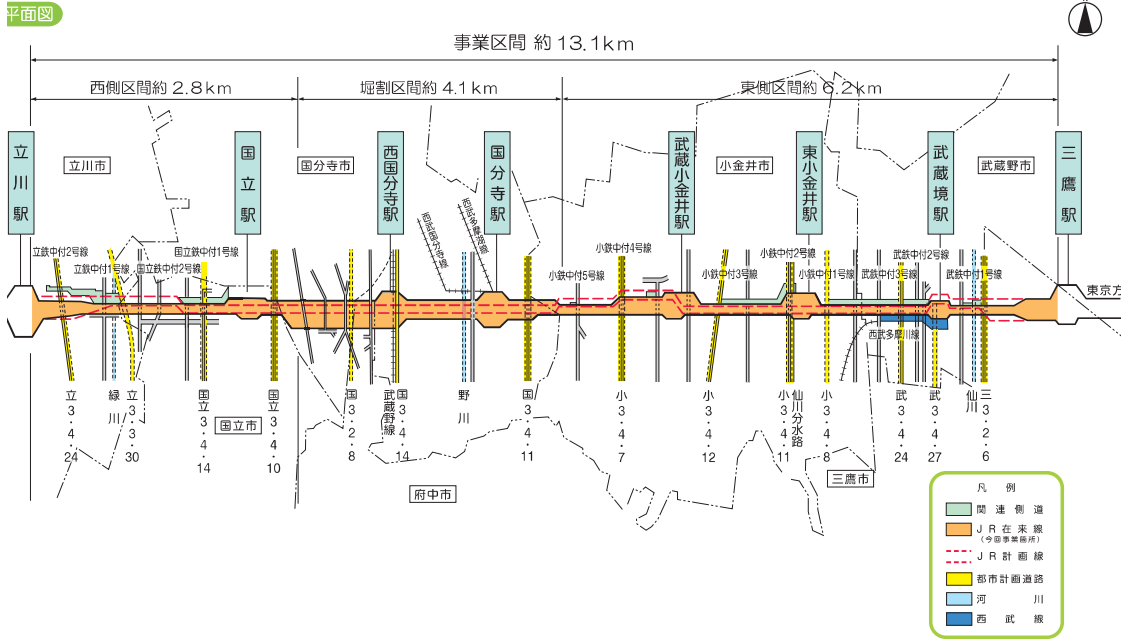 平面図
事業区間 約13.1km
西側区間約2.8km
堀割区間約4.1km
東側区間約6.2km
立川駅
立川市
国立駅
国分寺市
西国分寺駅
国分寺駅
武蔵小金井駅
小金井市
東小金井駅
武蔵境駅
武蔵野市
三鷹駅
西武国分寺線
西武多摩湖線
立鉄中付2号線
立鉄中付1号線
国立鉄中付1号線
国立鉄中付2号線
小鉄中付5号線
小鉄中付4号線
小鉄中付3号線
小鉄中付2号線
小鉄中付1号線
武鉄中付3号線
武鉄中付2号線
武鉄中付1号線
東京方
西武多摩川線
立3・4・24
緑川
立3・3・30
国立3・4・14
国立3・4・10
国3・2・8
武蔵野線
国3・4・14
野川
国3・4・11
小3・4・7
小3・4・12
小3・4・11
仙川分水路
小3・4・8
武3・4・24
武3・4・27
仙川
三3・2・6
国立市
府中市
三鷹市
凡例
関連側道
JR在来線
(今回事業箇所)
JR計画線
都市計画道路
河川
西武線